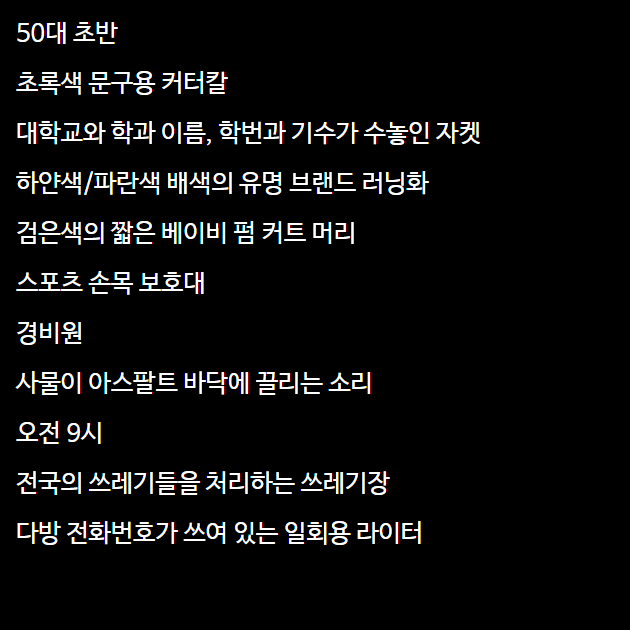 50대 초반
초록색 문구용 커터칼
대학교와 학과 이름, 학번과 기수가 수놓인 자켓
하얀색/파란색 배색의 유명 브랜드 러닝화
검은색의 짧은 베이비 펌 커트 머리
스포츠 손목 보호대
경비원
사물이 아스팔트 바닥에 끌리는 소리
오전 9시
전국의 쓰레기들을 처리하는 쓰레기장
다방 전화번호가 쓰여 있는 일회용 라이터